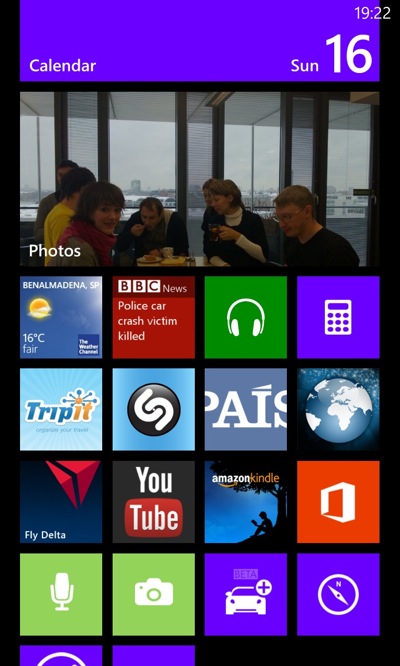 19:22
Calendar
Sun 16
Photos
BENALMADENA, SP
16°C
fair
The
Weather
Channel
BBC News
Police car
crash victim
killed
TripIt
organize your travel
PAÍS
Fly Delta
You
Tube
amazonkindle
BETA
N